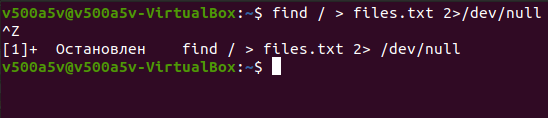 v500a5v@v500a5v-VirtualBox:~$ find / > files.txt 2>/dev/null
^Z
[1]+  Остановлен    find / > files.txt 2> /dev/null
v500a5v@v500a5v-VirtualBox:~$